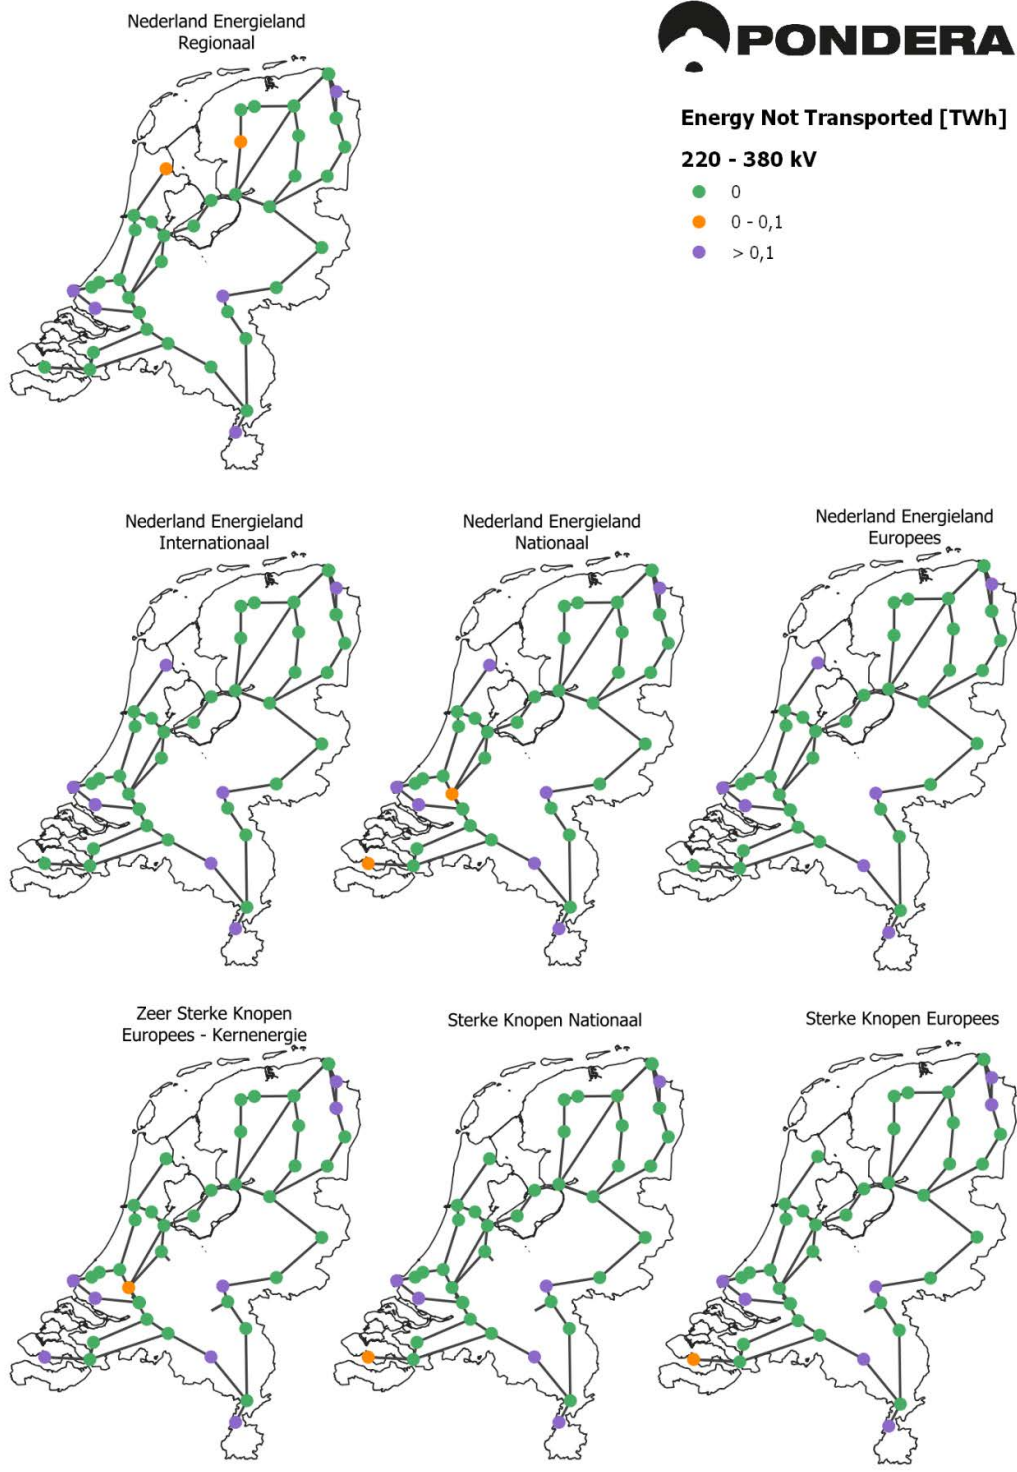 Nederland Energieland
Regionaal
PONDERA
Energy Not Transported [TWh]
220 - 380 kV
0
0 - 0,1
> 0,1
Nederland Energieland
Internationaal
Nederland Energieland
Nationaal
Nederland Energieland
Europees
Zeer Sterke Knopen
Europees - Kernenergie
Sterke Knopen Nationaal
Sterke Knopen Europees